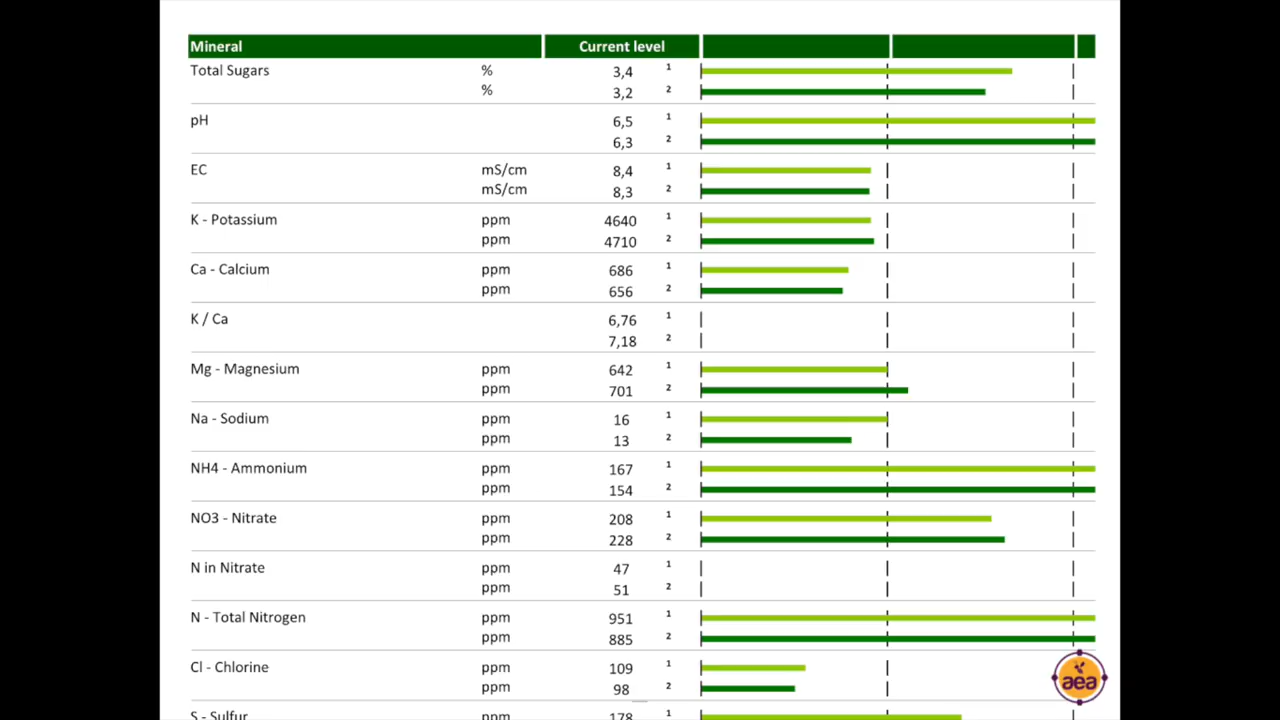 Mineral Current level
Total Sugars % 3,4 1
% 3,2 2
pH 6,5 1
6,3 2
EC mS/cm 8,4 1
mS/cm 8,3 2
K - Potassium ppm 4640 1
ppm 4710 2
Ca - Calcium ppm 686 1
ppm 656 2
K / Ca 6,76 1
7,18 2
Mg - Magnesium ppm 642 1
ppm 701 2
Na - Sodium ppm 16 1
ppm 13 2
NH4 - Ammonium ppm 167 1
ppm 154 2
NO3 - Nitrate ppm 208 1
ppm 228 2
N in Nitrate ppm 47 1
ppm 51 2
N - Total Nitrogen ppm 951 1
ppm 885 2
Cl - Chlorine ppm 109 1
ppm 98 2
S - Sulfur ppm 178 1
aea